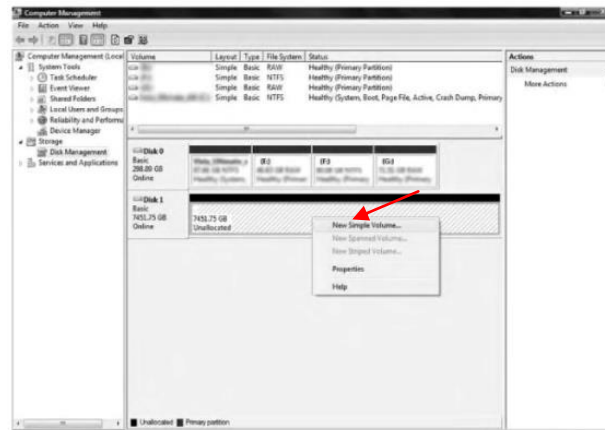 Computer Management
File Action View Help
Computer Management (Local
System Tools
Task Scheduler
Event Viewer
Shared Folders
Local Users and Groups
Reliability and Performa
Device Manager
Storage
Disk Management
Services and Applications
Volume Layout Type File System Status
Simple Basic RAW Healthy (Primary Partition)
Simple Basic NTFS Healthy (Primary Partition)
Simple Basic RAW Healthy (Primary Partition)
Simple Basic NTFS Healthy (System, Boot, Page File, Active, Crash Dump, Primary
Actions
Disk Management
More Actions
Disk 0
Basic
Online
(F:)
(G:)
Disk 1
Basic
7451.75 GB
Online
7451.75 GB
Unallocated
New Simple Volume...
New Spanned Volume...
New Striped Volume...
Properties
Help
Unallocated Primary partition